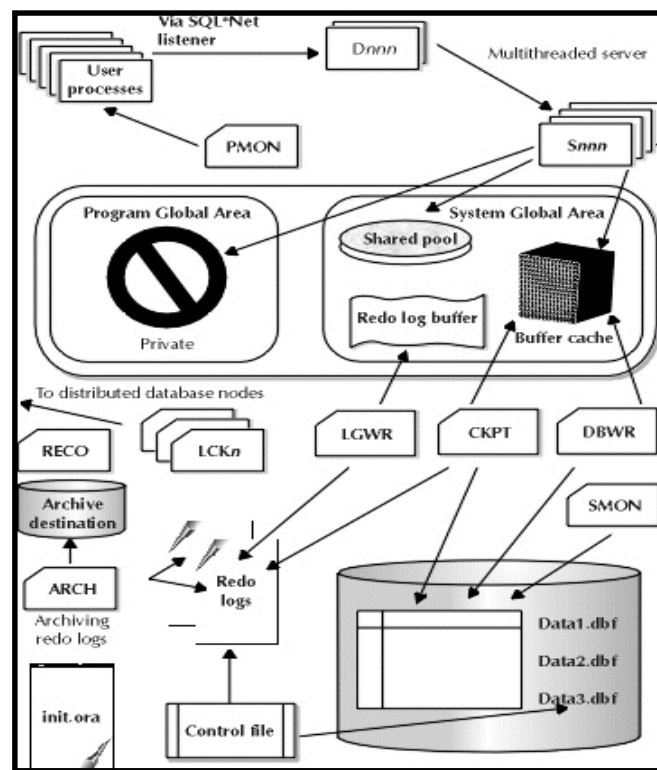 Via SQL*Net
listener
Dnnn
Multithreaded server
User
processes
PMON
Snnn
Program Global Area
System Global Area
Shared pool
Redo log buffer
Private
Buffer cache
To distributed database nodes
RECO
LCKn
LGWR
CKPT
DBWR
Archive
destination
SMON
ARCH
Redo
logs
Archiving
redo logs
Data1.dbf
Data2.dbf
Data3.dbf
init.ora
Control file